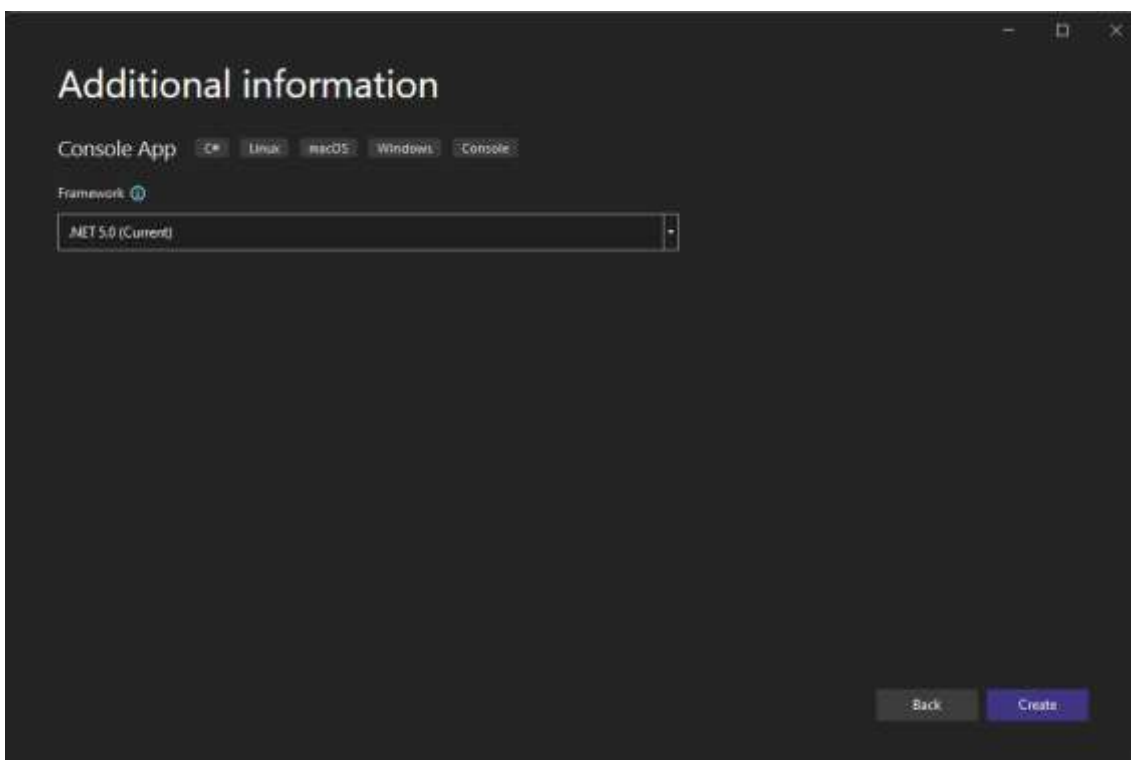 Additional information
Console App C# Linux macOS Windows Console
Framework
.NET 5.0 (Current)
Back Create